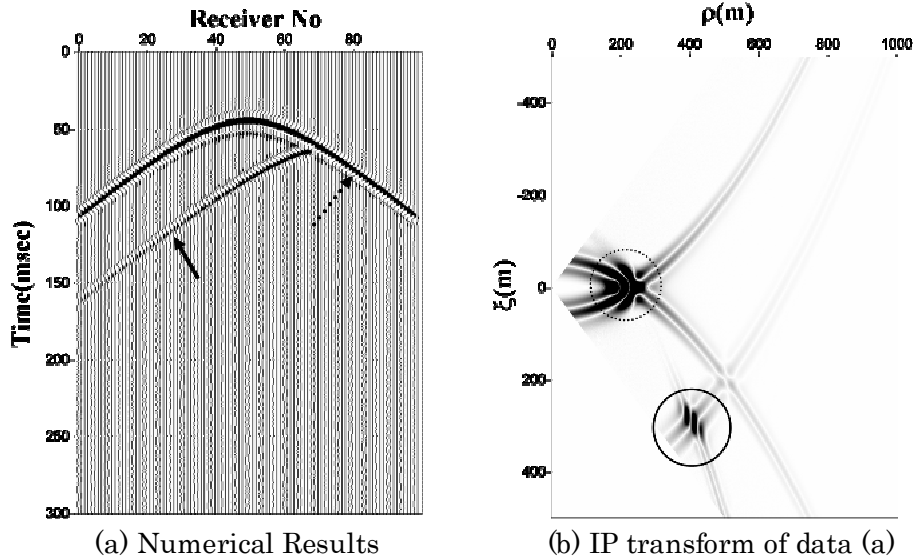 Receiver No
0 20 40 60 80
Time(msec)
0
50
100
150
200
250
300
(a) Numerical Results
ρ(m)
0 200 400 600 800 1000
ξ(m)
-400
-200
0
200
400
(b) IP transform of data (a)